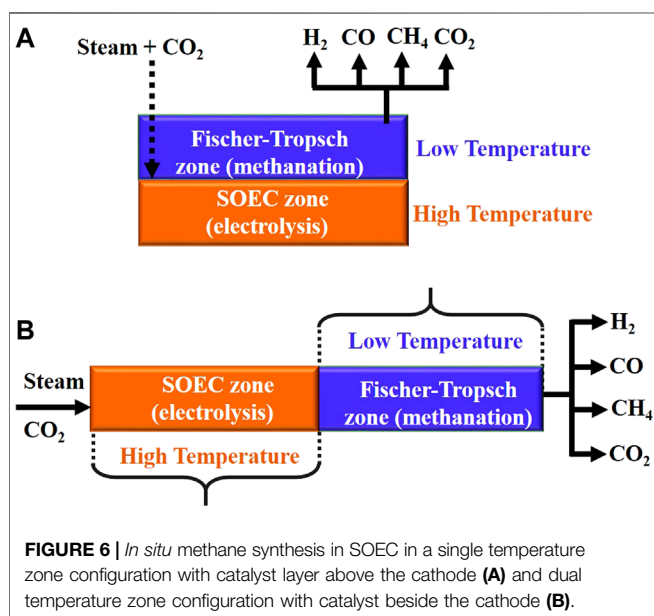 A
Steam + CO₂
H₂ CO CH₄ CO₂
Fischer-Tropsch
zone (methanation)
Low Temperature
SOEC zone
(electrolysis)
High Temperature
B
Low Temperature
H₂
Steam
CO₂
SOEC zone
(electrolysis)
Fischer-Tropsch
zone (methanation)
CO
CH₄
High Temperature
CO₂
FIGURE 6 | In situ methane synthesis in SOEC in a single temperature
zone configuration with catalyst layer above the cathode (A) and dual
temperature zone configuration with catalyst beside the cathode (B).